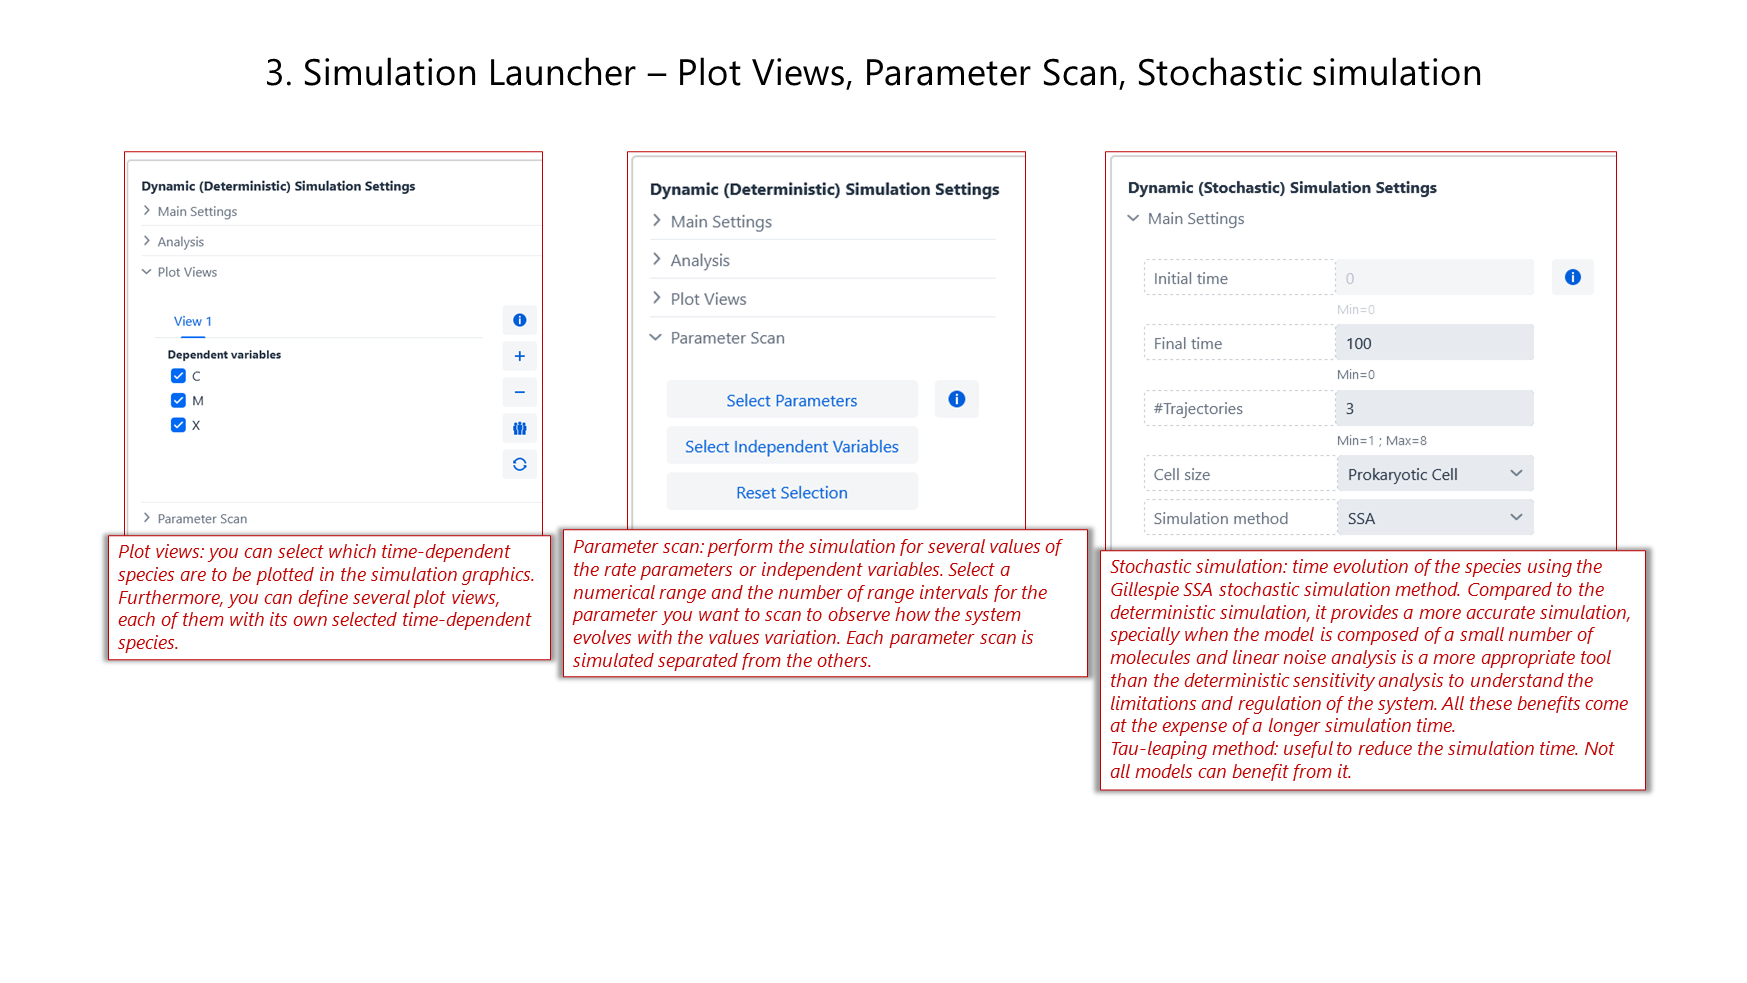 3. Simulation Launcher – Plot Views, Parameter Scan, Stochastic simulation
Dynamic (Deterministic) Simulation Settings
Main Settings
Analysis
Plot Views
View 1
Dependent variables
C
M
X
Parameter Scan
Plot views: you can select which time-dependent
species are to be plotted in the simulation graphics.
Furthermore, you can define several plot views,
each of them with its own selected time-dependent
species.
Dynamic (Deterministic) Simulation Settings
Main Settings
Analysis
Plot Views
Parameter Scan
Select Parameters
Select Independent Variables
Reset Selection
Parameter scan: perform the simulation for several values of
the rate parameters or independent variables. Select a
numerical range and the number of range intervals for the
parameter you want to scan to observe how the system
evolves with the values variation. Each parameter scan is
simulated separated from the others.
Dynamic (Stochastic) Simulation Settings
Main Settings
Initial time 0
Min=0
Final time 100
Min=0
#Trajectories 3
Min=1 ; Max=8
Cell size Prokaryotic Cell
Simulation method SSA
Stochastic simulation: time evolution of the species using the
Gillespie SSA stochastic simulation method. Compared to the
deterministic simulation, it provides a more accurate simulation,
specially when the model is composed of a small number of
molecules and linear noise analysis is a more appropriate tool
than the deterministic sensitivity analysis to understand the
limitations and regulation of the system. All these benefits come
at the expense of a longer simulation time.
Tau-leaping method: useful to reduce the simulation time. Not
all models can benefit from it.